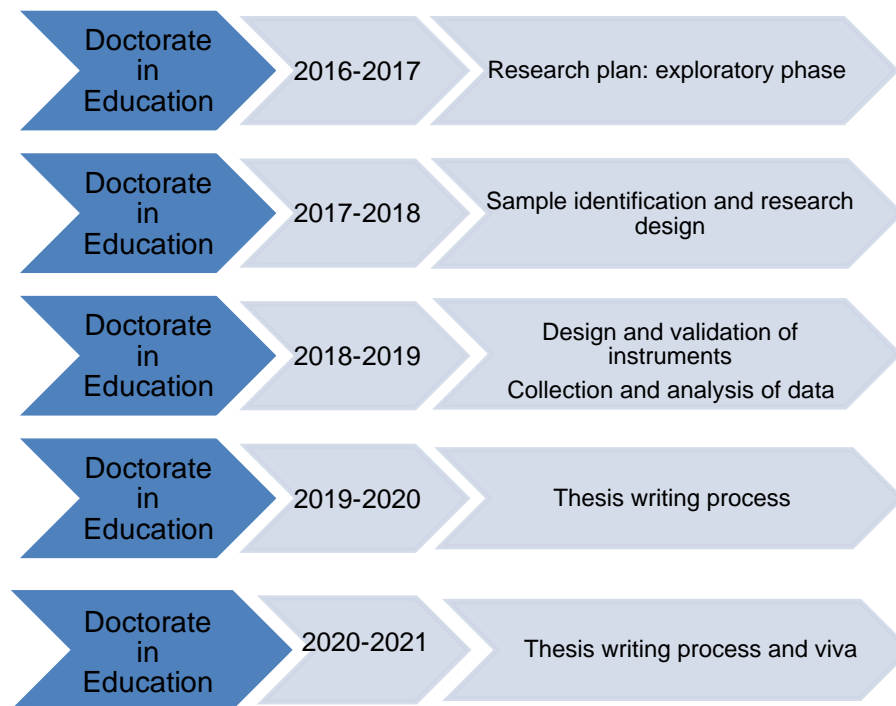 Doctorate
in
Education
2016-2017
Research plan: exploratory phase
Doctorate
in
Education
2017-2018
Sample identification and research
design
Doctorate
in
Education
2018-2019
Design and validation of
instruments
Collection and analysis of data
Doctorate
in
Education
2019-2020
Thesis writing process
Doctorate
in
Education
2020-2021
Thesis writing process and viva